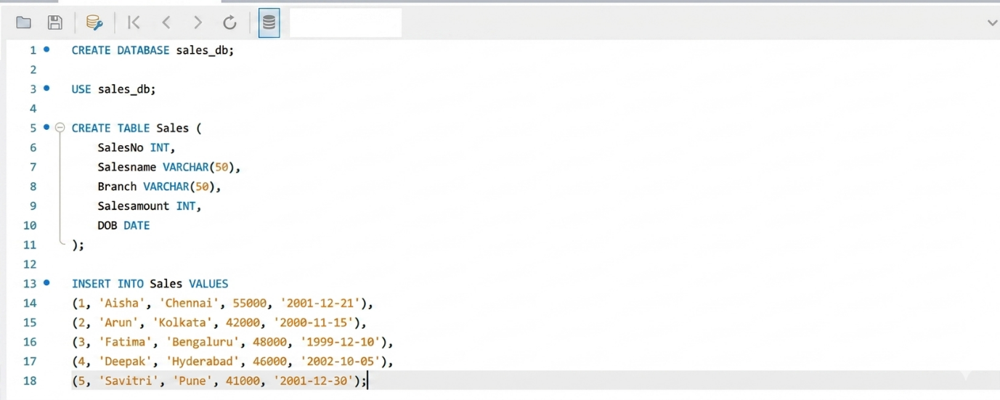 1 CREATE DATABASE sales_db;
2
3 USE sales_db;
4
5 CREATE TABLE Sales (
6 SalesNo INT,
7 Salesname VARCHAR(50),
8 Branch VARCHAR(50),
9 Salesamount INT,
10 DOB DATE
11 );
12
13 INSERT INTO Sales VALUES
14 (1, 'Aisha', 'Chennai', 55000, '2001-12-21'),
15 (2, 'Arun', 'Kolkata', 42000, '2000-11-15'),
16 (3, 'Fatima', 'Bengaluru', 48000, '1999-12-10'),
17 (4, 'Deepak', 'Hyderabad', 46000, '2002-10-05'),
18 (5, 'Savitri', 'Pune', 41000, '2001-12-30');